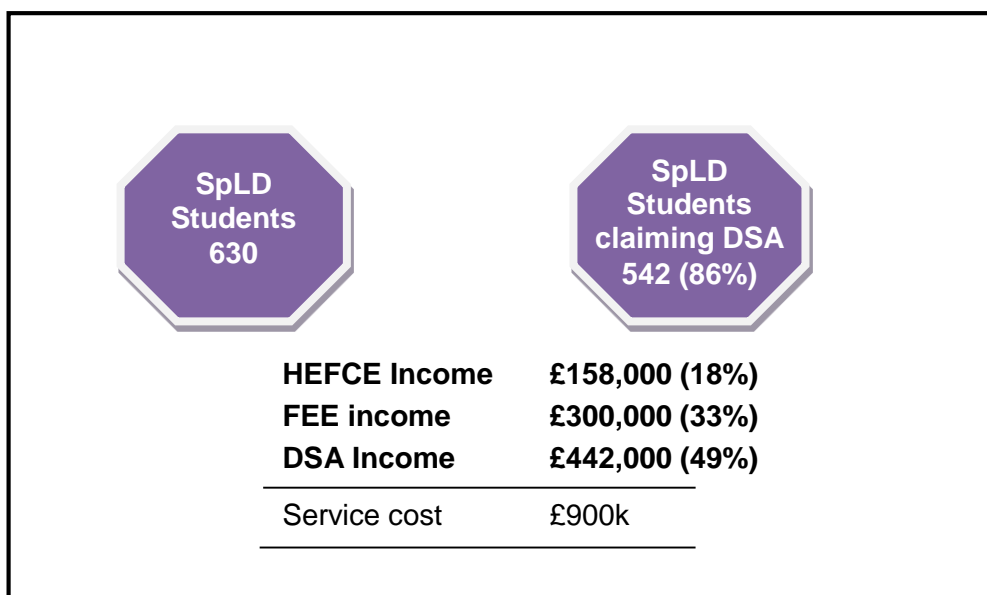 SpLD
Students
630
SpLD
Students
claiming DSA
542 (86%)
HEFCE Income £158,000 (18%)
FEE income £300,000 (33%)
DSA Income £442,000 (49%)
Service cost £900k